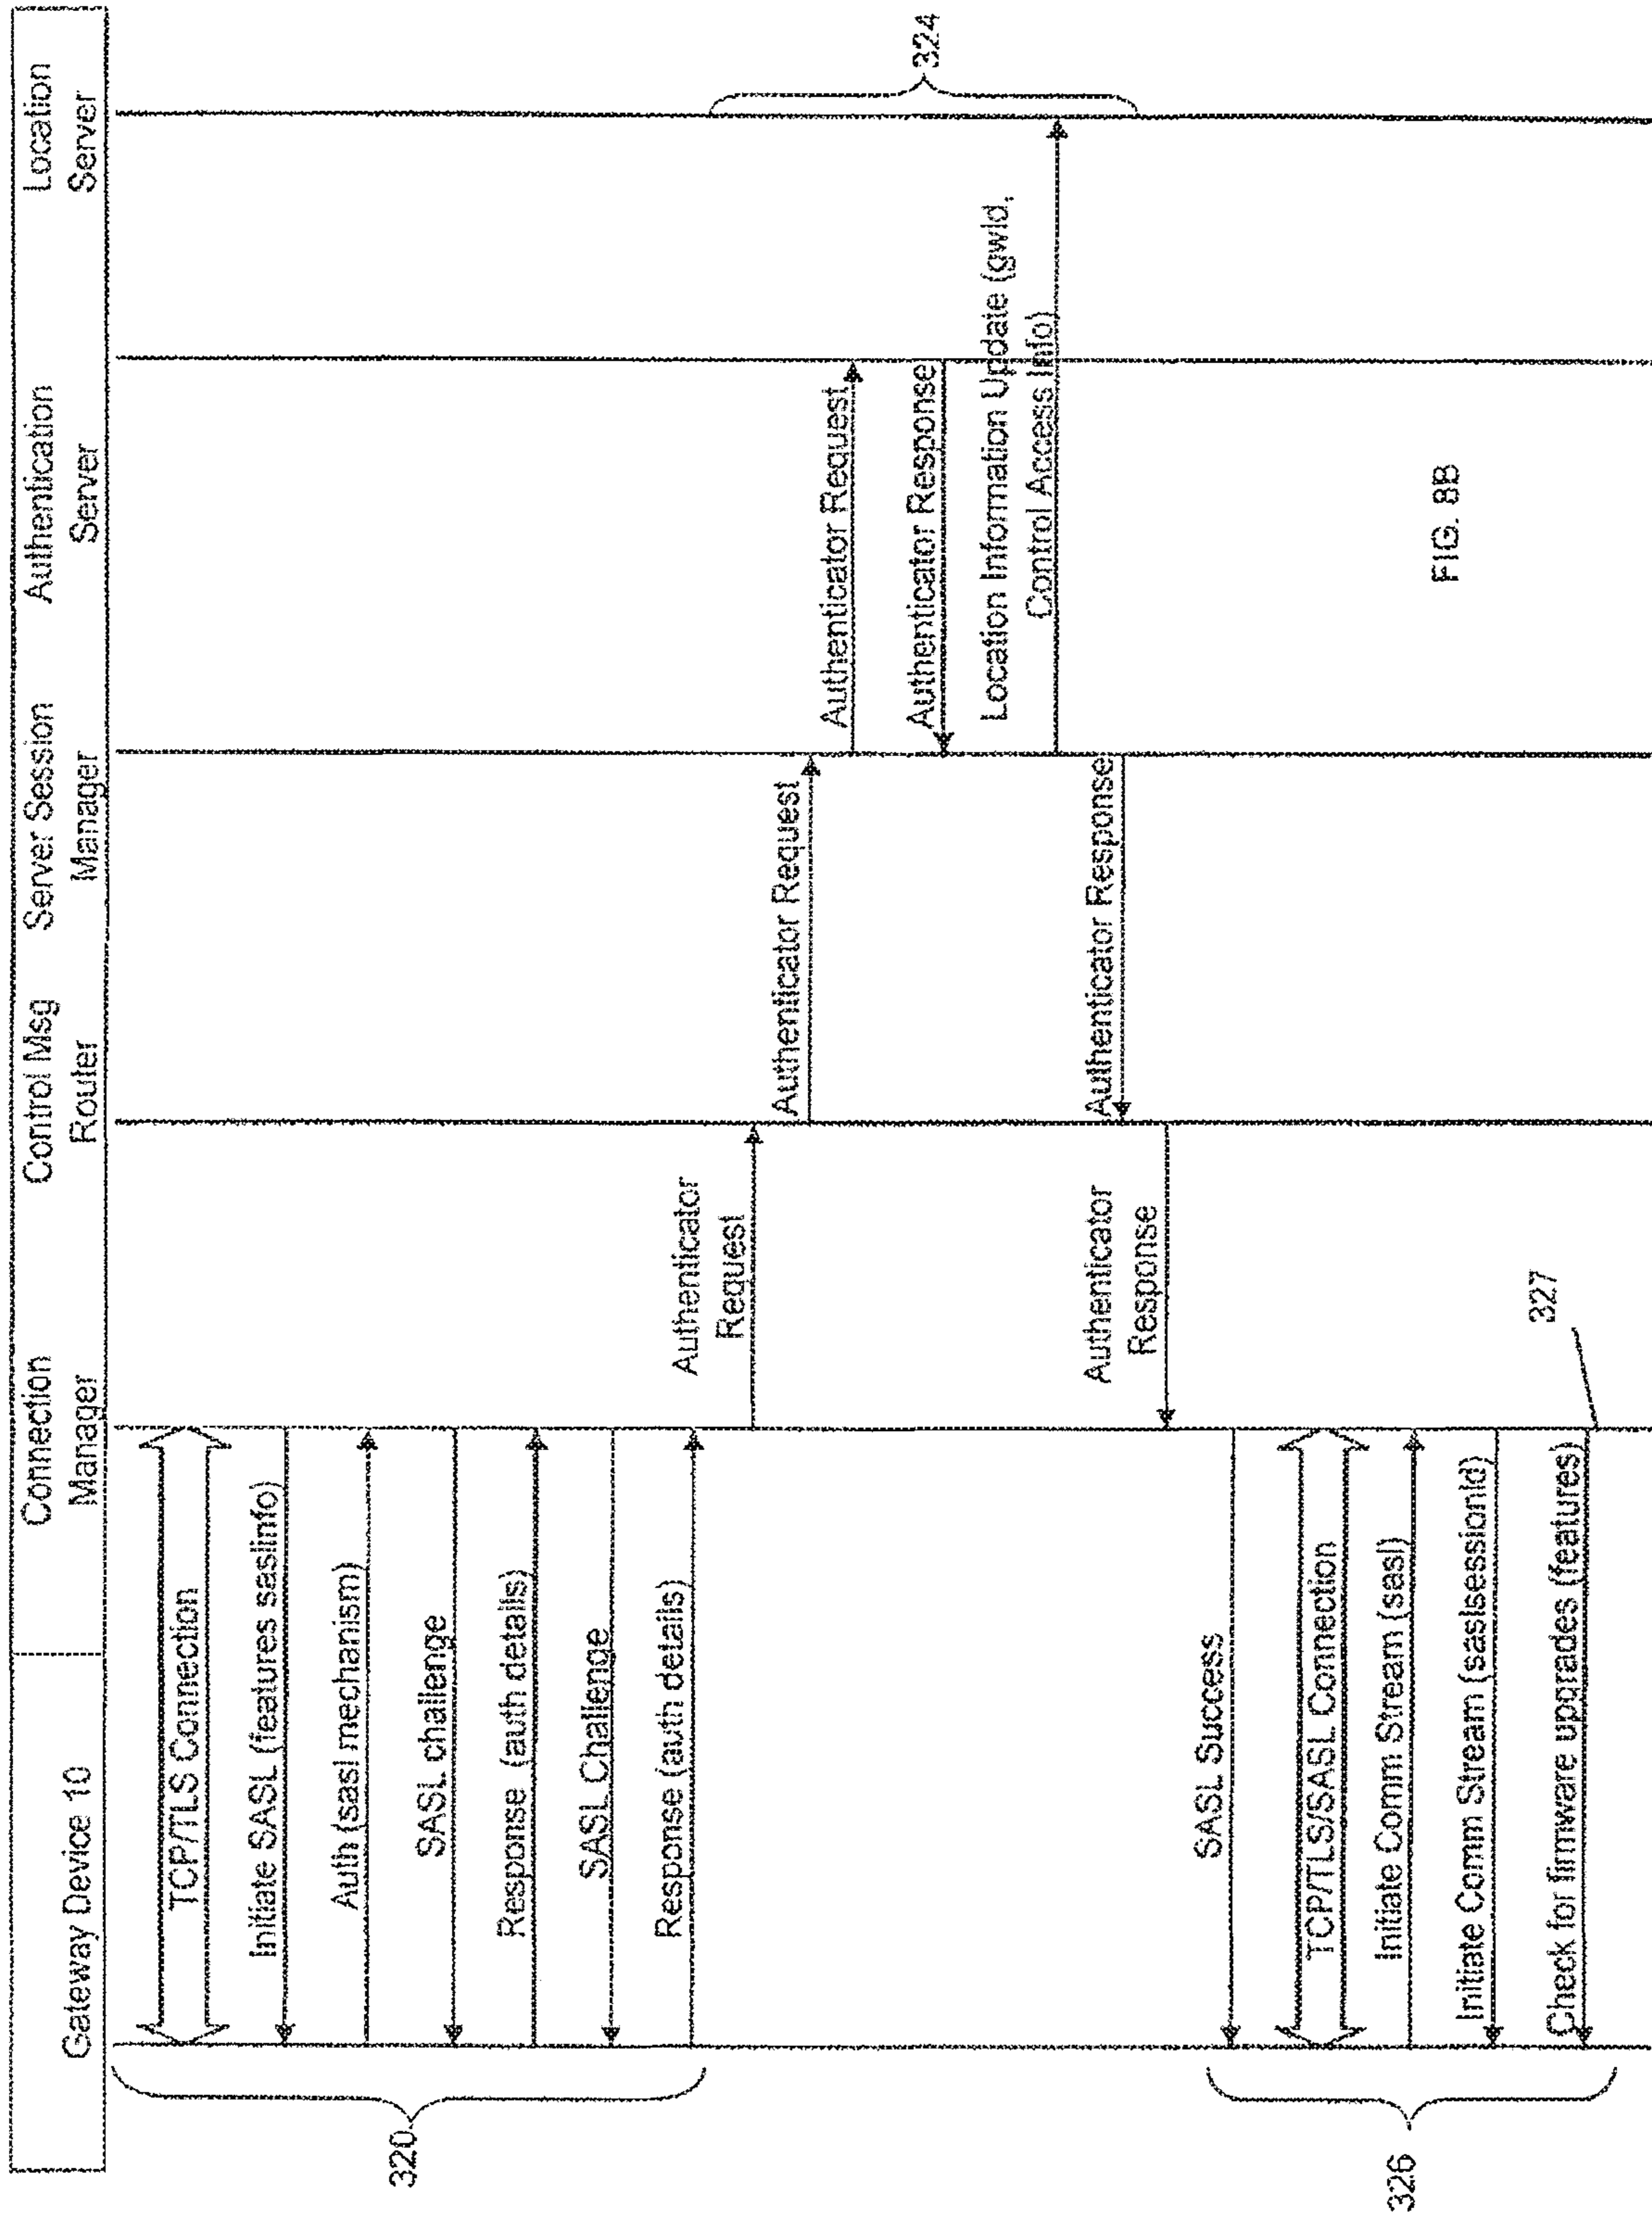 Gateway Device 10
Connection
Manager
Control Msg
Router
Server Session
Manager
Authentication
Server
Location
Server
TCP/TLS Connection
Initiate SASL (features saslinfo)
Auth (sasl mechanism)
SASL challenge
Response (auth details)
SASL Challenge
Response (auth details)
320
Authenticator
Request
Authenticator Request
Authenticator Request
Authenticator Response
Location Information Update (gwId,
Control Access Info)
324
Authenticator Response
Authenticator
Response
SASL Success
TCP/TLS/SASL Connection
Initiate Comm Stream (sasl)
Initiate Comm Stream (saslsessionId)
Check for firmware upgrades (features)
326
327
FIG. 8B